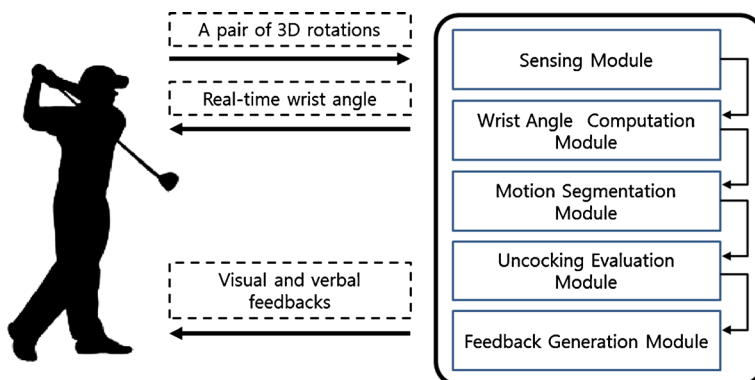 A pair of 3D rotations
Real-time wrist angle
Visual and verbal
feedbacks
Sensing Module
Wrist Angle Computation
Module
Motion Segmentation
Module
Uncocking Evaluation
Module
Feedback Generation Module